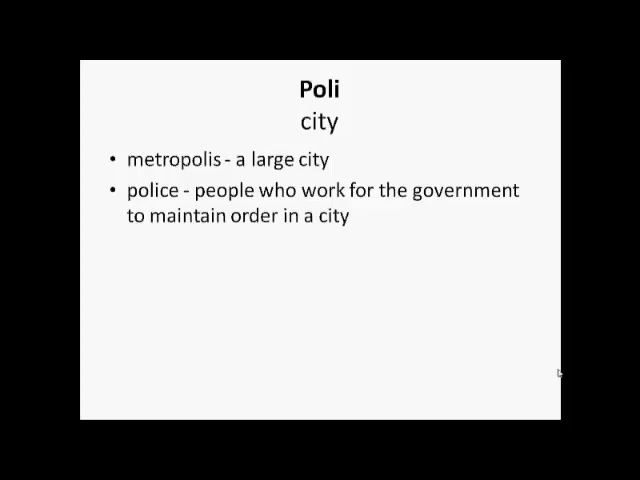 Poli
city
• metropolis - a large city
• police - people who work for the government
to maintain order in a city